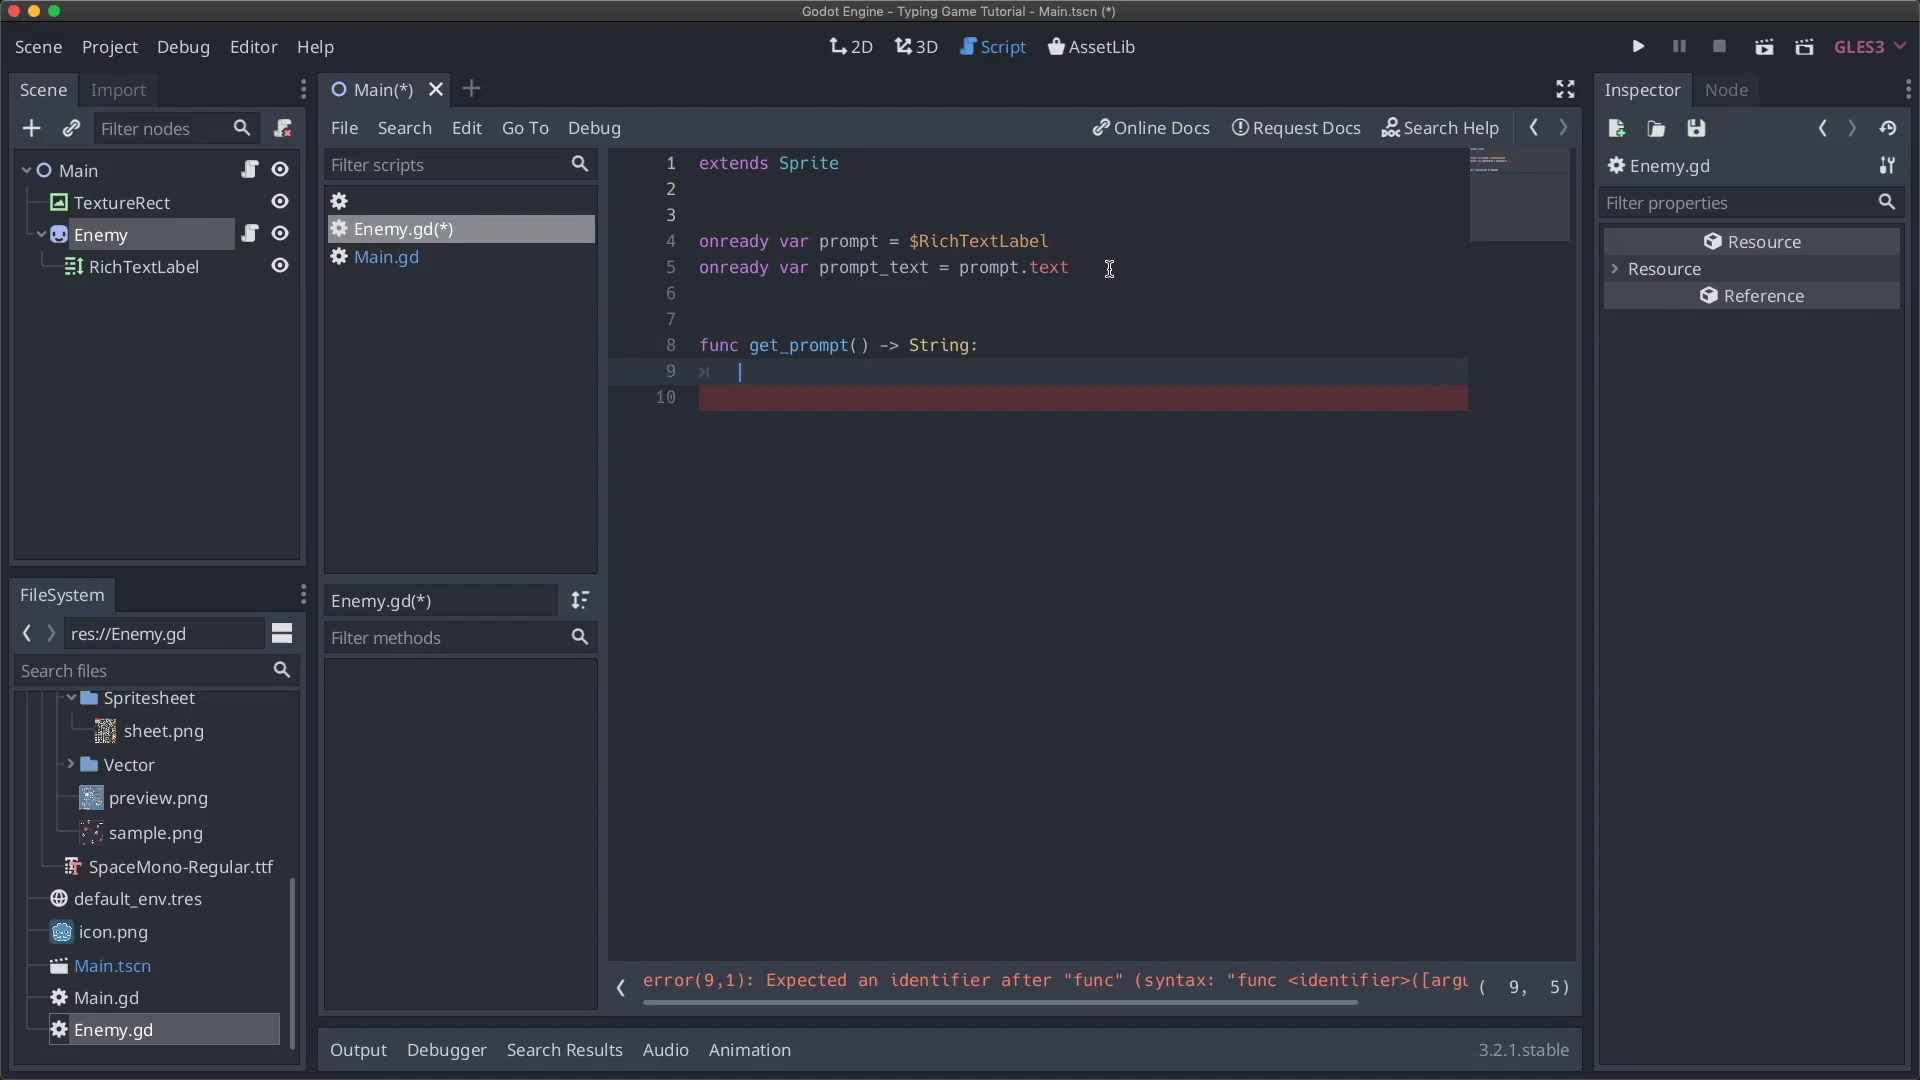 Godot Engine - Typing Game Tutorial - Main.tscn (*)
Scene Project Debug Editor Help
2D 3D Script AssetLib
GLES3
Scene Import
Filter nodes
Main
TextureRect
Enemy
RichTextLabel
FileSystem
res://Enemy.gd
Search files
Spritesheet
sheet.png
Vector
preview.png
sample.png
SpaceMono-Regular.ttf
default_env.tres
icon.png
Main.tscn
Main.gd
Enemy.gd
Main(*)
File Search Edit Go To Debug
Online Docs Request Docs Search Help
Filter scripts
Enemy.gd(*)
Main.gd
Enemy.gd(*)
Filter methods
1 extends Sprite
2
3
4 onready var prompt = $RichTextLabel
5 onready var prompt_text = prompt.text
6
7
8 func get_prompt() -> String:
9
10
error(9,1): Expected an identifier after "func" (syntax: "func <identifier>([argu
( 9, 5)
Output Debugger Search Results Audio Animation
3.2.1.stable
Inspector Node
Enemy.gd
Filter properties
Resource
Resource
Reference